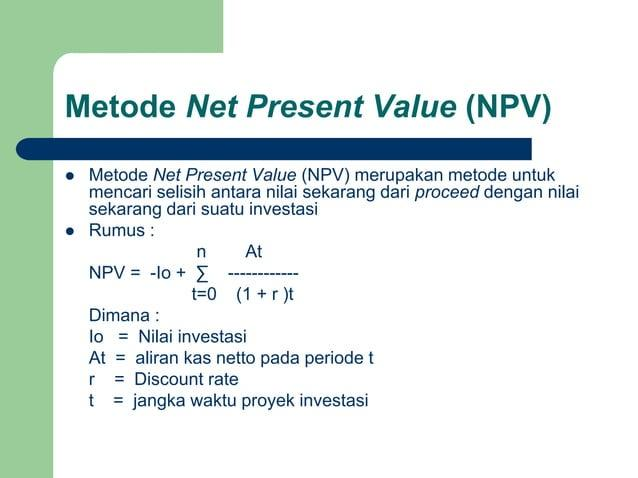 Metode Net Present Value (NPV)
Metode Net Present Value (NPV) merupakan metode untuk
mencari selisih antara nilai sekarang dari proceed dengan nilai
sekarang dari suatu investasi
Rumus :
n At
NPV = -Io + ∑ ------------
t=0 (1 + r )t
Dimana :
Io = Nilai investasi
At = aliran kas netto pada periode t
r = Discount rate
t = jangka waktu proyek investasi